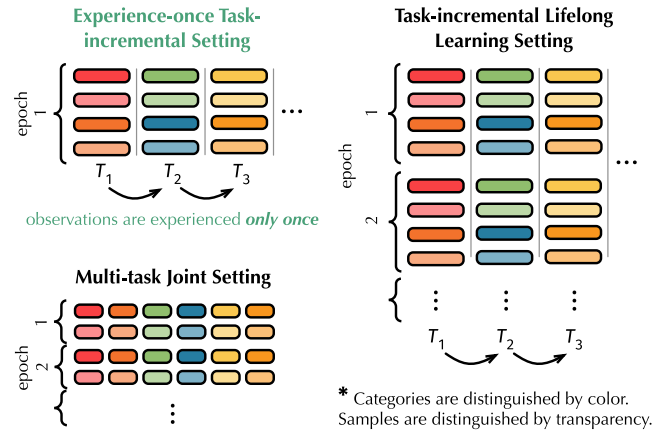 Experience-once Task-
incremental Setting
epoch
1
...
T1
T2
T3
observations are experienced only once
Multi-task Joint Setting
epoch
1
2
⋮
Task-incremental Lifelong
Learning Setting
epoch
1
2
...
⋮ ⋮ ⋮
T1
T2
T3
* Categories are distinguished by color.
Samples are distinguished by transparency.